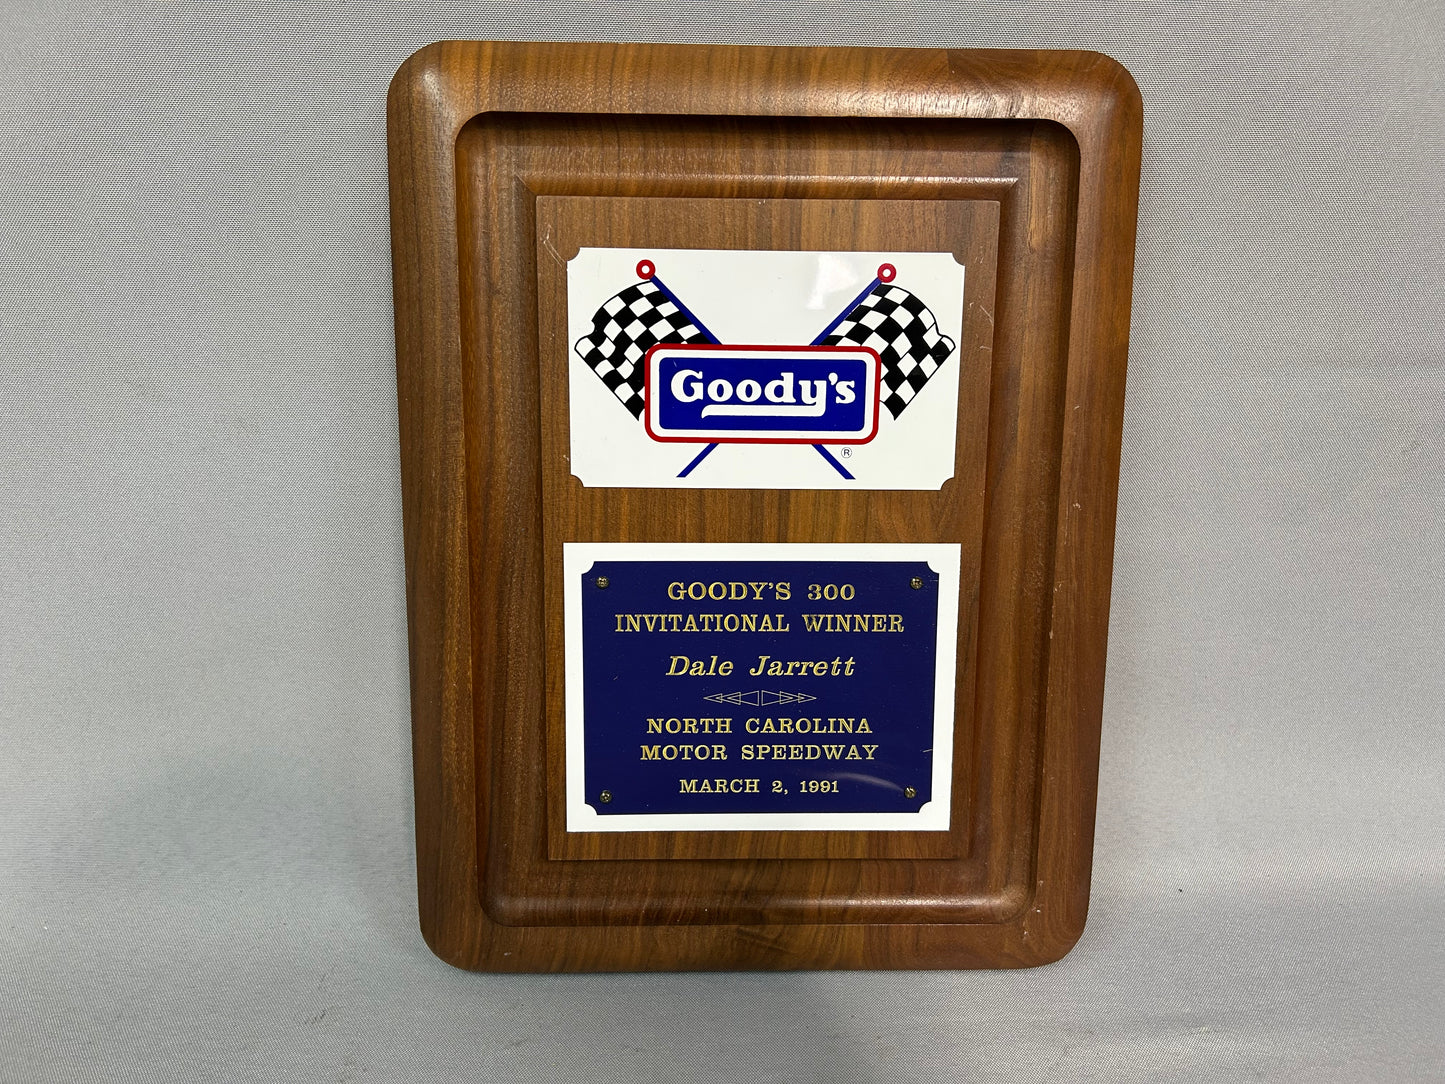 Goody's
®
GOODY'S 300
INVITATIONAL WINNER
Dale Jarrett
NORTH CAROLINA
MOTOR SPEEDWAY
MARCH 2, 1991